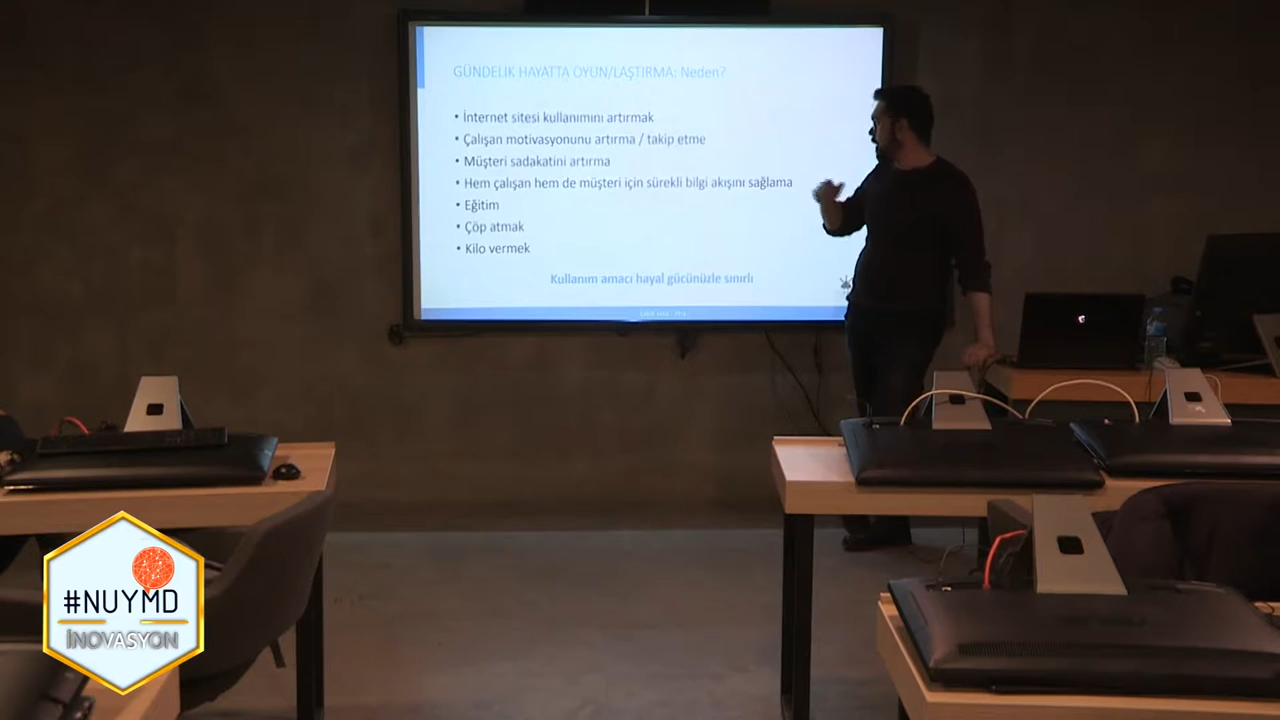 GÜNDELİK HAYATTA OYUN/LAŞTIRMA: Neden?
• İnternet sitesi kullanımını artırmak
• Çalışan motivasyonunu artırma / takip etme
• Müşteri sadakatini artırma
• Hem çalışan hem de müşteri için sürekli bilgi akışını sağlama
• Eğitim
• Çöp atmak
• Kilo vermek
Kullanım amacı hayal gücünüzle sınırlı
#NUYMD
İNOVASYON